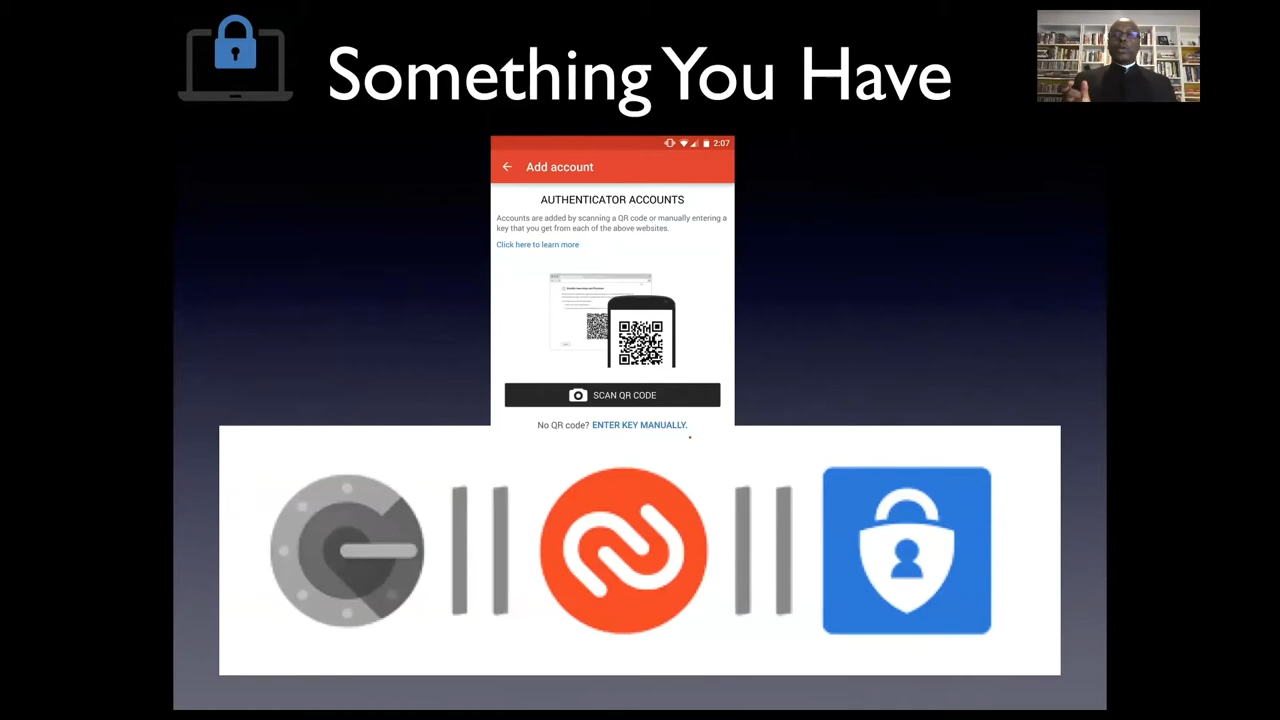 Something You Have
2:07
Add account
AUTHENTICATOR ACCOUNTS
Accounts are added by scanning a QR code or manually entering a
key that you get from each of the above websites.
Click here to learn more
SCAN QR CODE
No QR code? ENTER KEY MANUALLY.